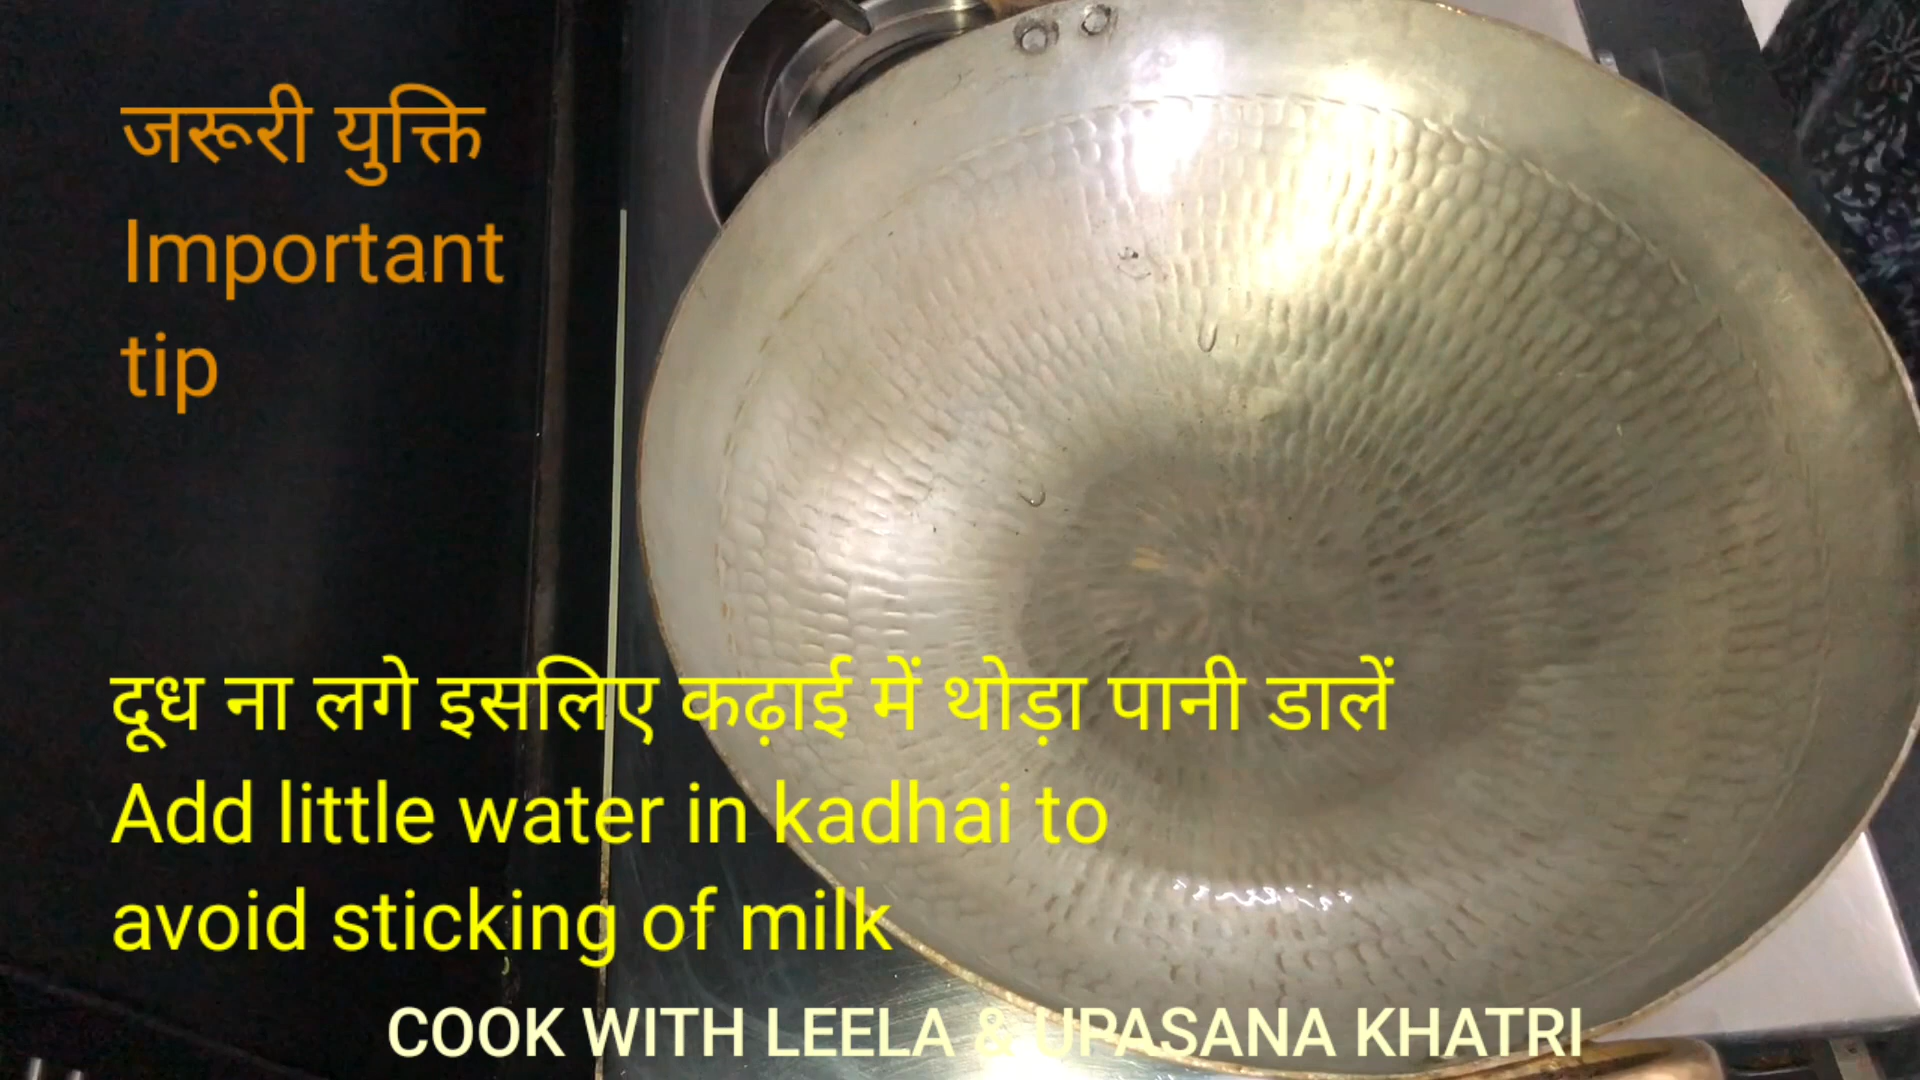 जरूरी युक्ति
Important
tip
दूध ना लगे इसलिए कढ़ाई में थोड़ा पानी डालें
Add little water in kadhai to
avoid sticking of milk
COOK WITH LEELA & UPASANA KHATRI